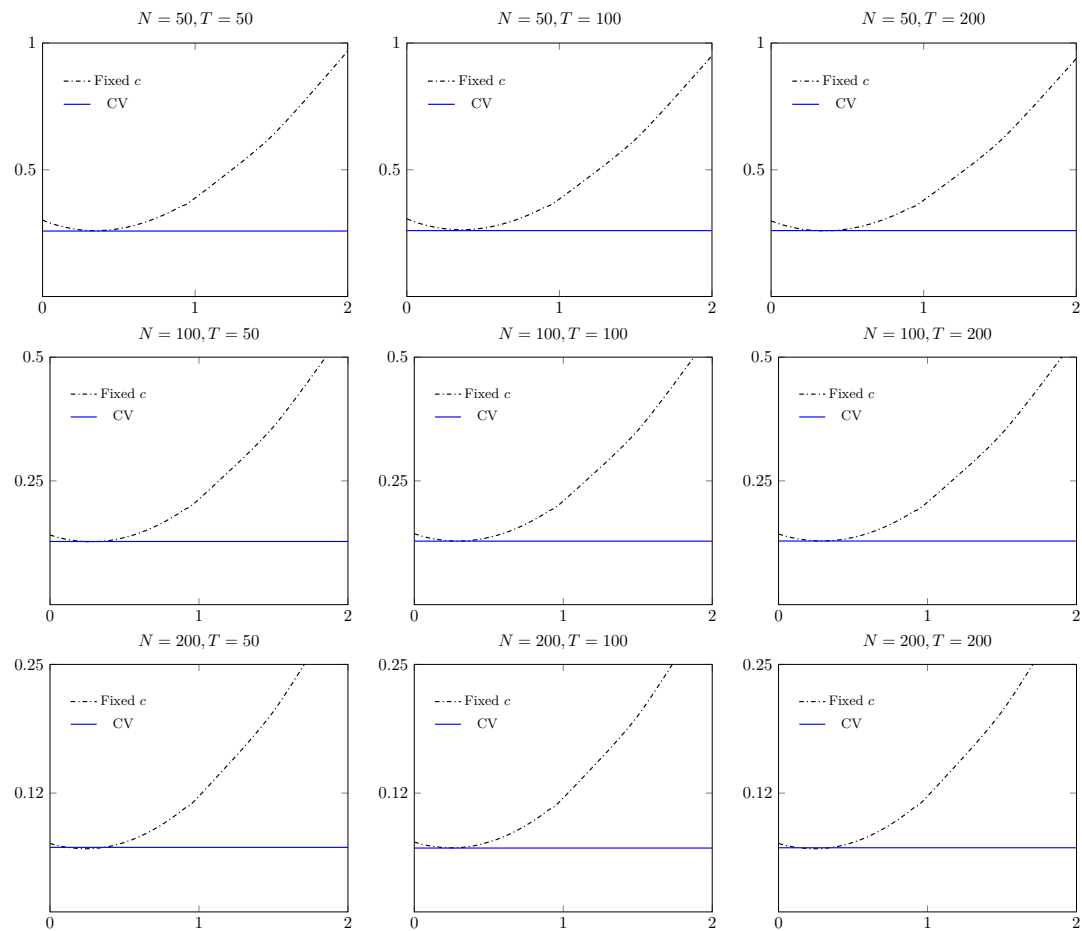 N = 50, T = 50
N = 50, T = 100
N = 50, T = 200
1
0.5
Fixed c
CV
0 1 2
1
0.5
Fixed c
CV
0 1 2
1
0.5
Fixed c
CV
0 1 2
N = 100, T = 50
N = 100, T = 100
N = 100, T = 200
0.5
0.25
Fixed c
CV
0 1 2
0.5
0.25
Fixed c
CV
0 1 2
0.5
0.25
Fixed c
CV
0 1 2
N = 200, T = 50
N = 200, T = 100
N = 200, T = 200
0.25
0.12
Fixed c
CV
0 1 2
0.25
0.12
Fixed c
CV
0 1 2
0.25
0.12
Fixed c
CV
0 1 2